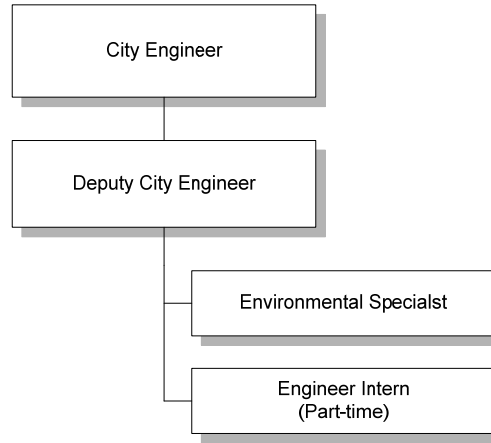 City Engineer
Deputy City Engineer
Environmental Specialst
Engineer Intern
(Part-time)